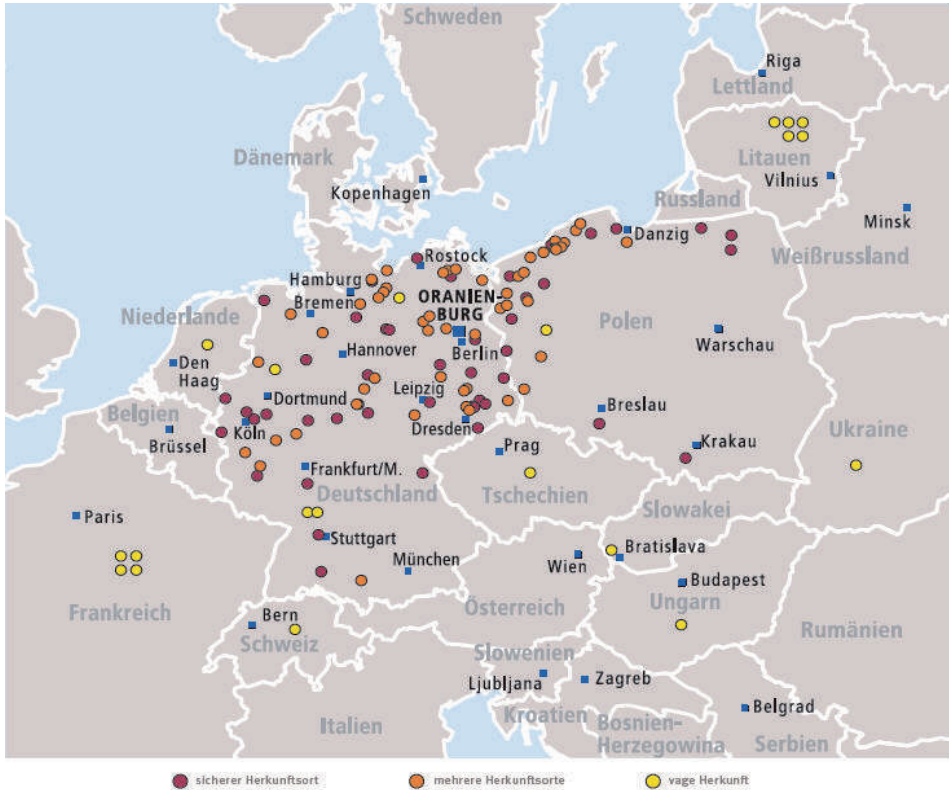 Schweden
Riga
Lettland
Dänemark
Litauen
Vilnius
Kopenhagen
Russland
Minsk
Danzig
Weißrussland
Rostock
Hamburg
ORANIEN-
BURG
Bremen
Niederlande
Polen
Warschau
Hannover
Berlin
Den
Haag
Leipzig
Dortmund
Breslau
Belgien
Köln
Dresden
Ukraine
Brüssel
Prag
Krakau
Frankfurt/M.
Deutschland
Tschechien
Slowakei
Paris
Stuttgart
Bratislava
Wien
München
Budapest
Frankreich
Österreich
Ungarn
Bern
Schweiz
Rumänien
Slowenien
Ljubljana
Zagreb
Belgrad
Kroatien
Italien
Bosnien-
Herzegowina
Serbien
sicherer Herkunftsort
mehrere Herkunftsorte
vage Herkunft